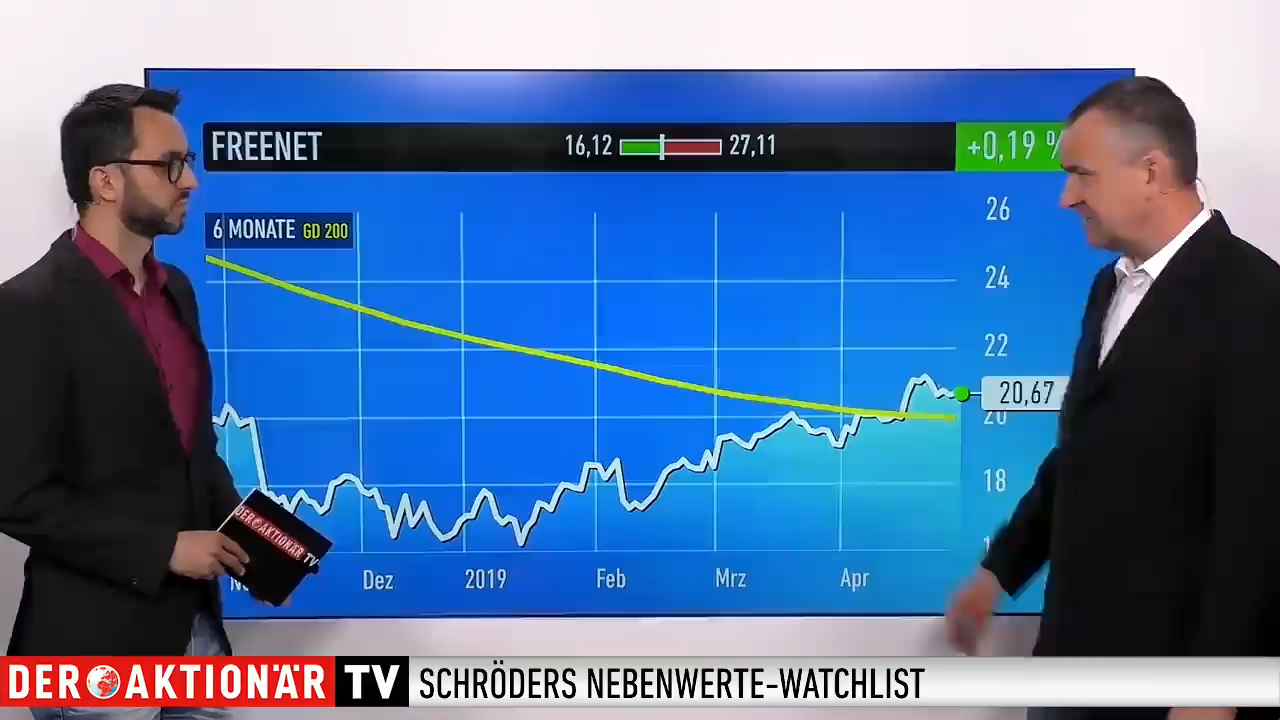 FREENET 16,12 27,11 +0,19 %
6 MONATE GD 200
26
24
22
20,67
20
18
Dez 2019 Feb Mrz Apr
DER AKTIONÄR TV
DER AKTIONÄR TV SCHRÖDERS NEBENWERTE-WATCHLIST